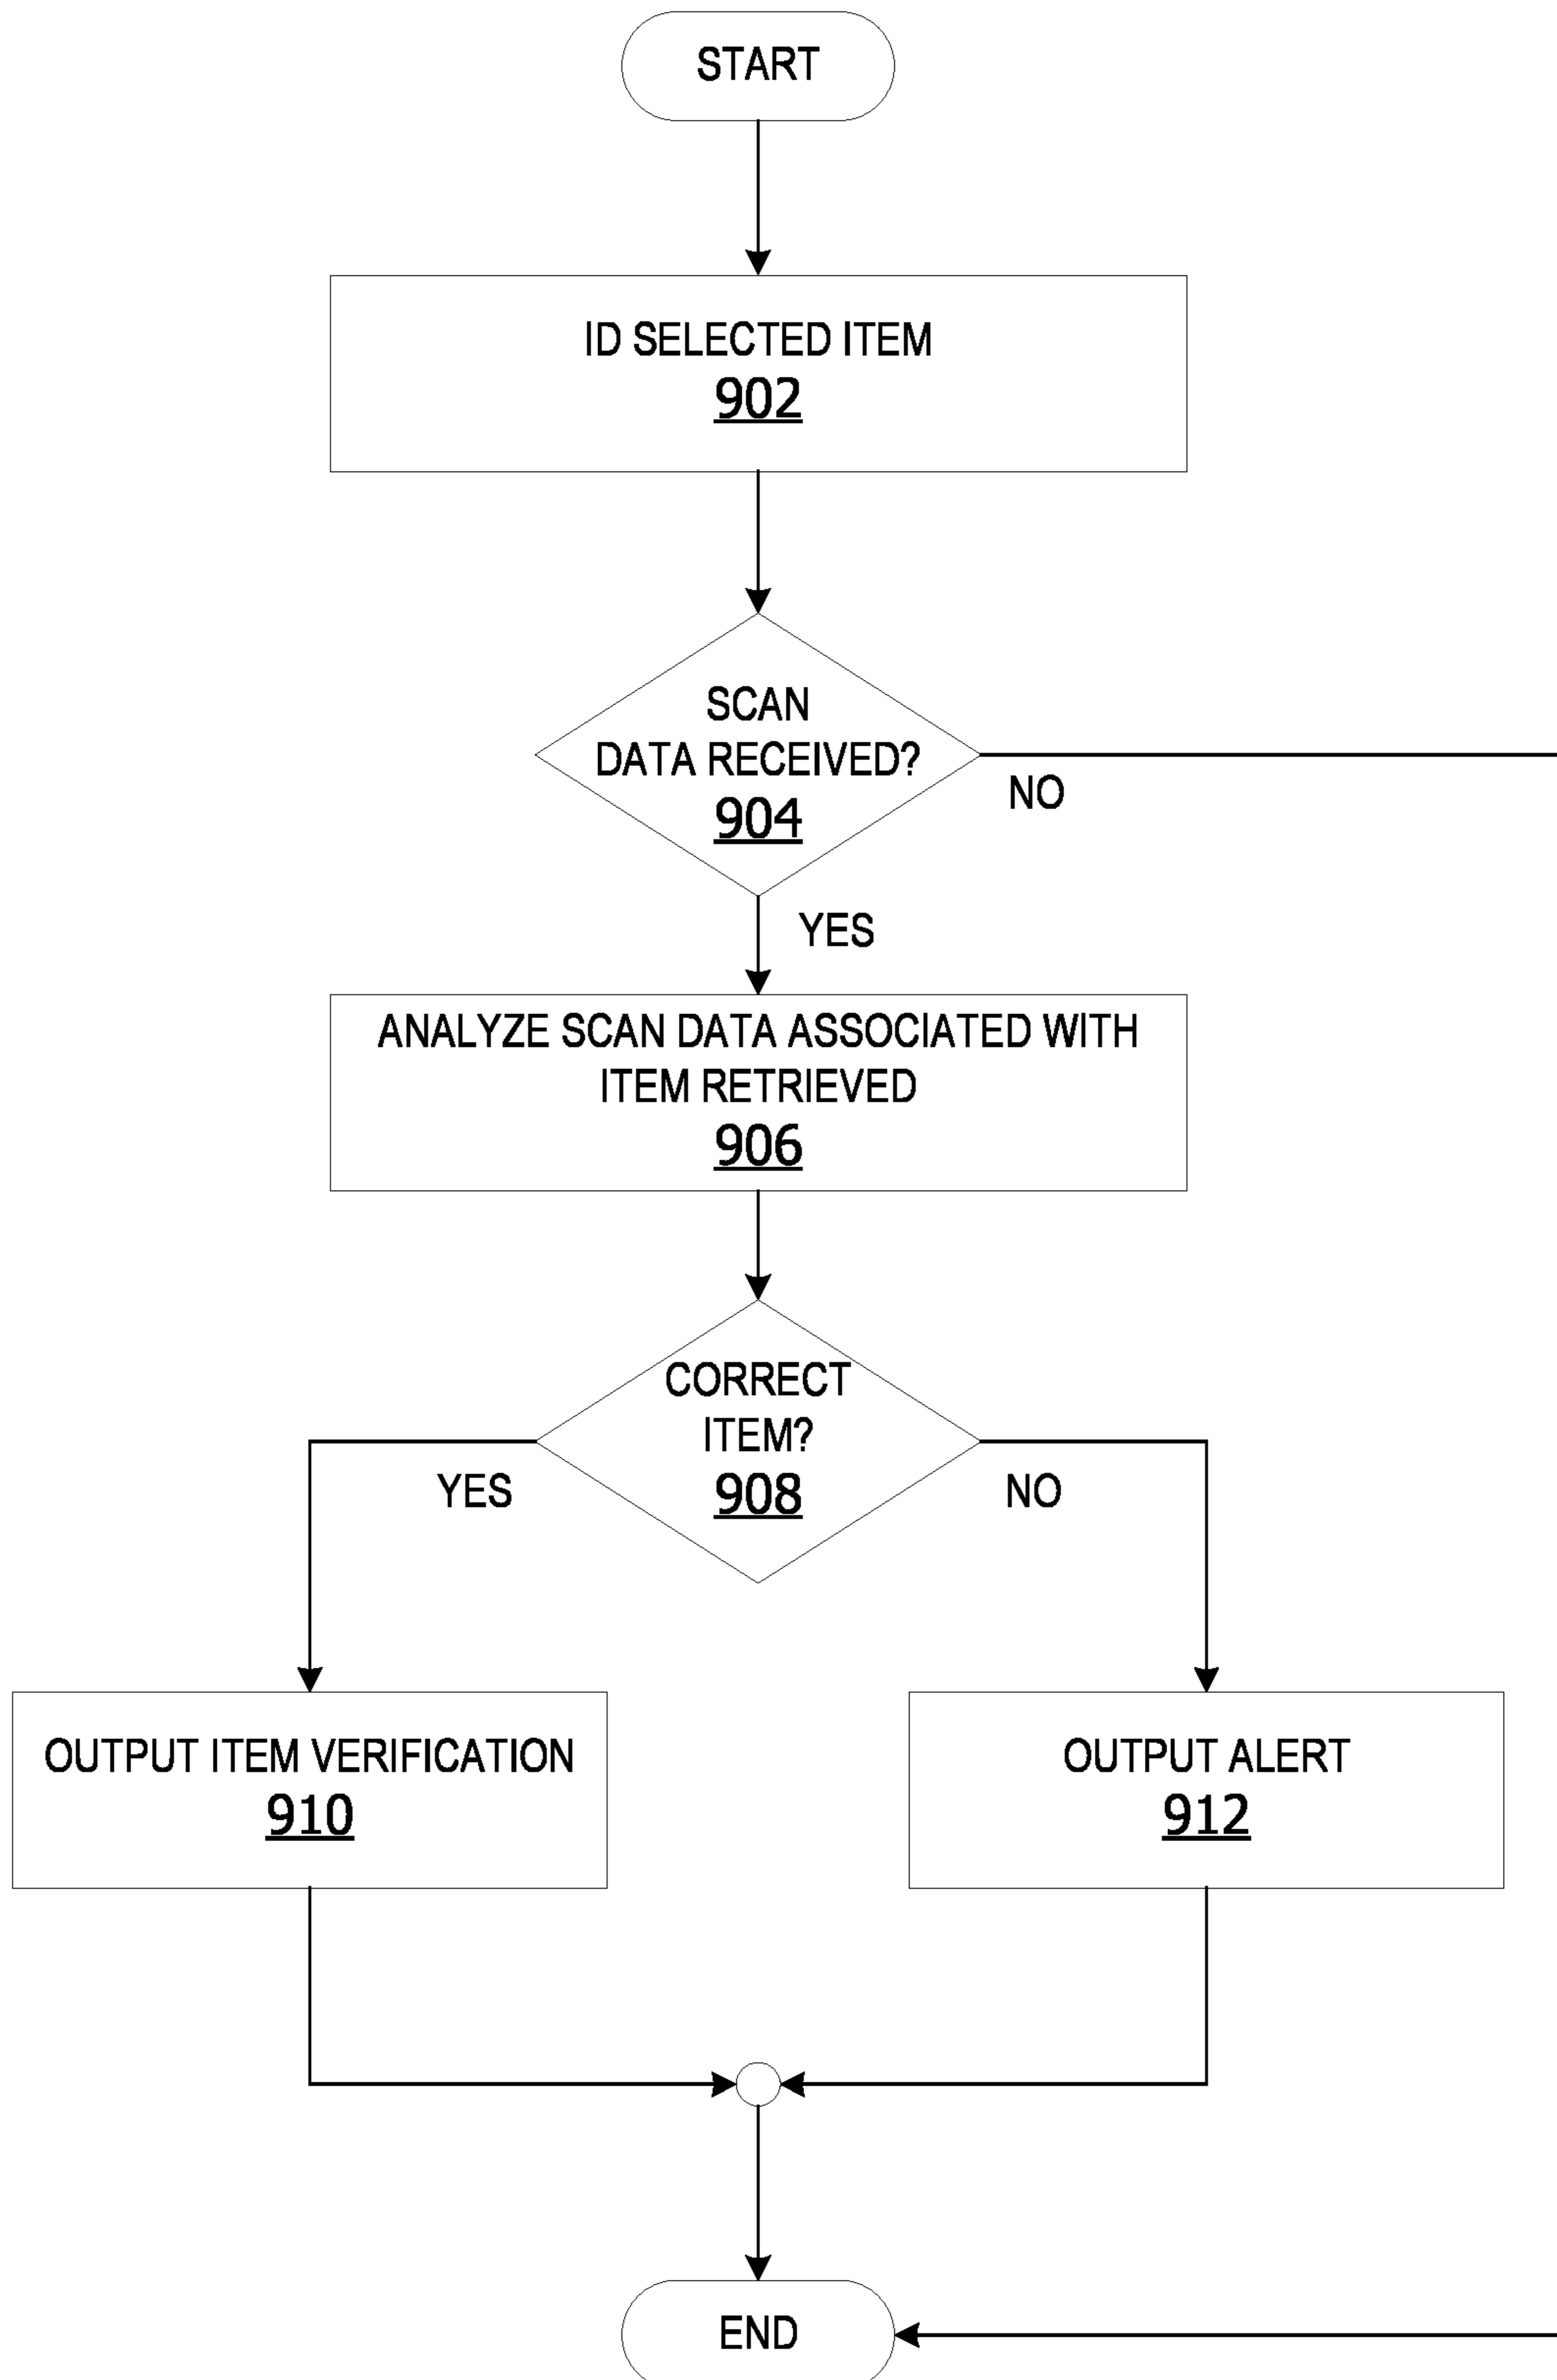 START
ID SELECTED ITEM
902
SCAN
DATA RECEIVED?
904
NO
YES
ANALYZE SCAN DATA ASSOCIATED WITH
ITEM RETRIEVED
906
CORRECT
ITEM?
908
YES
NO
OUTPUT ITEM VERIFICATION
910
OUTPUT ALERT
912
END